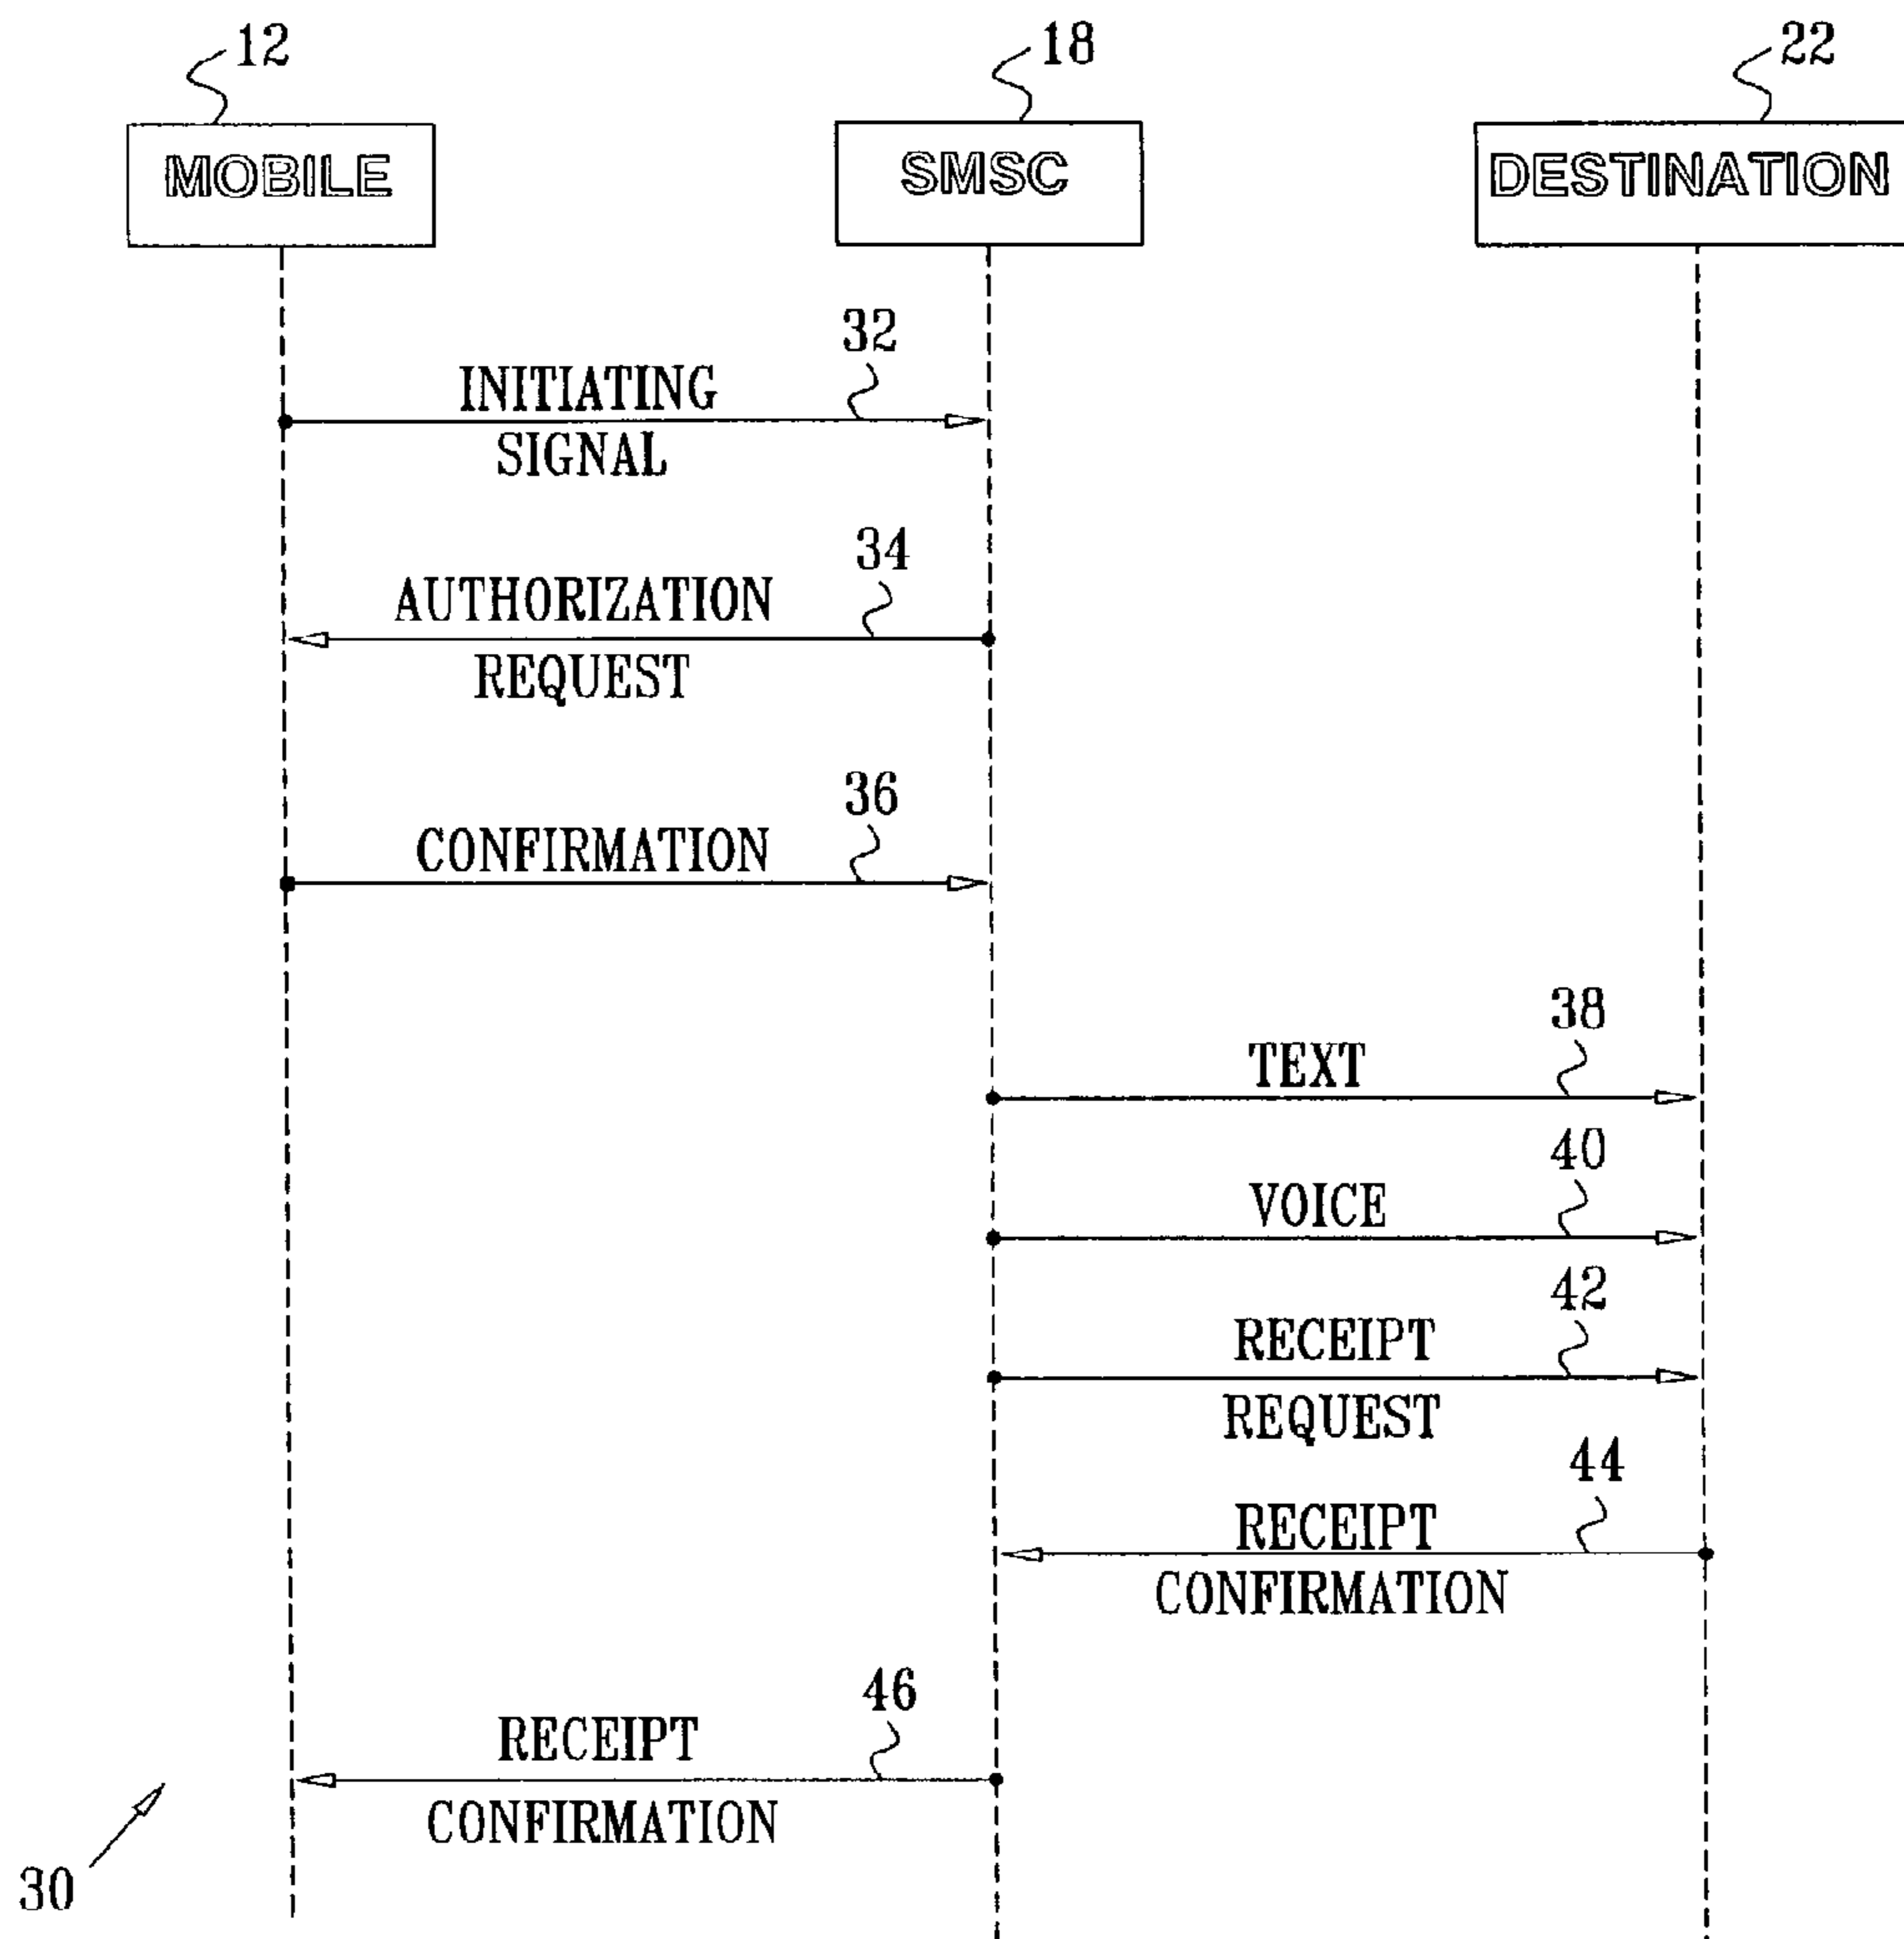 12
18
22
MOBILE
SMSC
DESTINATION
32
INITIATING
SIGNAL
34
AUTHORIZATION
REQUEST
36
CONFIRMATION
38
TEXT
40
VOICE
42
RECEIPT
REQUEST
44
RECEIPT
CONFIRMATION
46
RECEIPT
CONFIRMATION
30